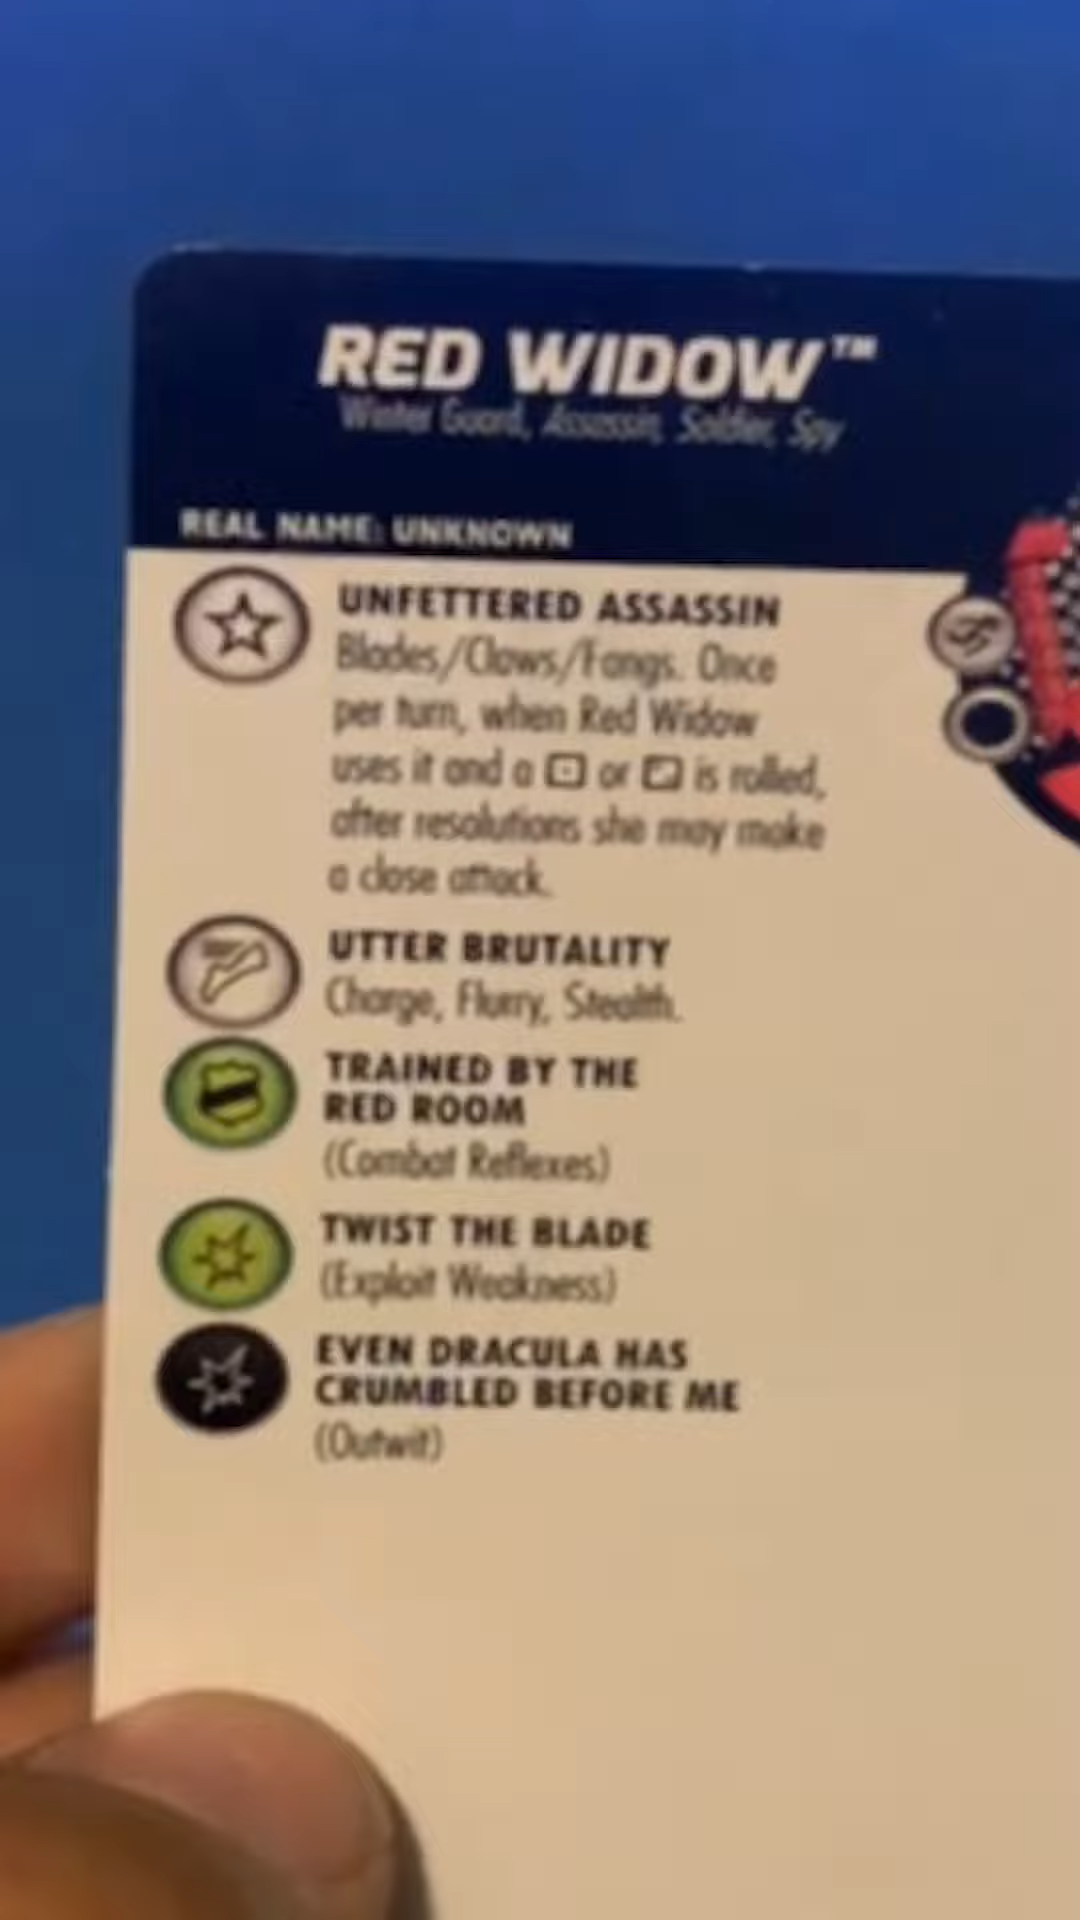 RED WIDOW™
Winter Guard, Assassin, Soldier, Spy
REAL NAME: UNKNOWN
UNFETTERED ASSASSIN
Blades/Claws/Fangs. Once
per turn, when Red Widow
uses it and a ⚀ or ⚁ is rolled,
after resolutions she may make
a close attack.
UTTER BRUTALITY
Charge, Flurry, Stealth.
TRAINED BY THE
RED ROOM
(Combat Reflexes)
TWIST THE BLADE
(Exploit Weakness)
EVEN DRACULA HAS
CRUMBLED BEFORE ME
(Outwit)